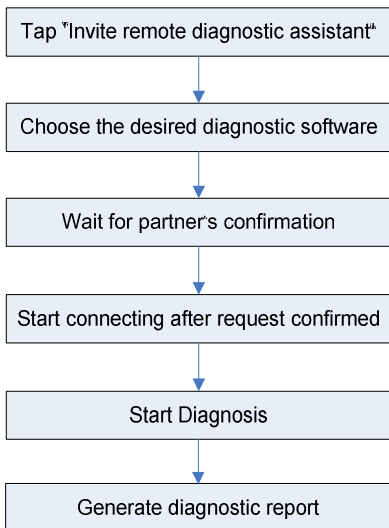 Tap "Invite remote diagnostic assistant"
Choose the desired diagnostic software
Wait for partner's confirmation
Start connecting after request confirmed
Start Diagnosis
Generate diagnostic report